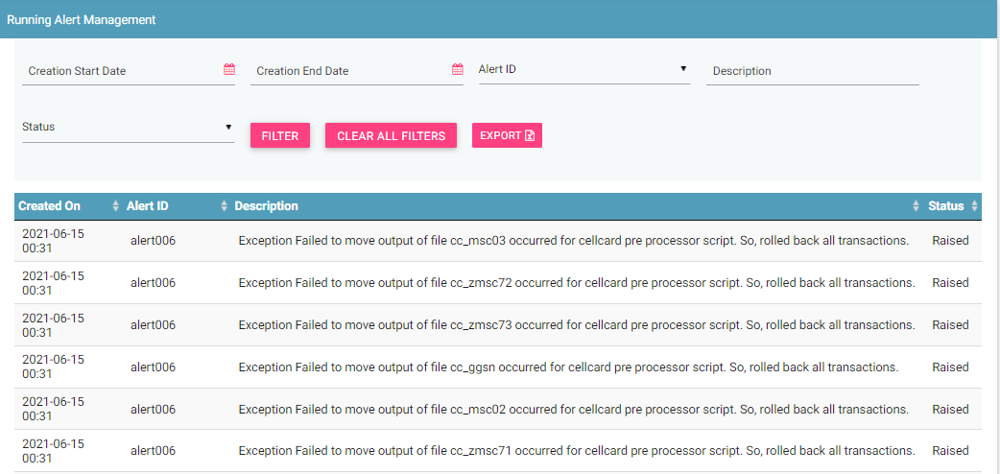 Running Alert Management
Creation Start Date Creation End Date Alert ID Description
Status FILTER CLEAR ALL FILTERS EXPORT
Created On Alert ID Description Status
2021-06-15
00:31 alert006 Exception Failed to move output of file cc_msc03 occurred for cellcard pre processor script. So, rolled back all transactions. Raised
2021-06-15
00:31 alert006 Exception Failed to move output of file cc_zmsc72 occurred for cellcard pre processor script. So, rolled back all transactions. Raised
2021-06-15
00:31 alert006 Exception Failed to move output of file cc_zmsc73 occurred for cellcard pre processor script. So, rolled back all transactions. Raised
2021-06-15
00:31 alert006 Exception Failed to move output of file cc_ggsn occurred for cellcard pre processor script. So, rolled back all transactions. Raised
2021-06-15
00:31 alert006 Exception Failed to move output of file cc_msc02 occurred for cellcard pre processor script. So, rolled back all transactions. Raised
2021-06-15
00:31 alert006 Exception Failed to move output of file cc_zmsc71 occurred for cellcard pre processor script. So, rolled back all transactions. Raised